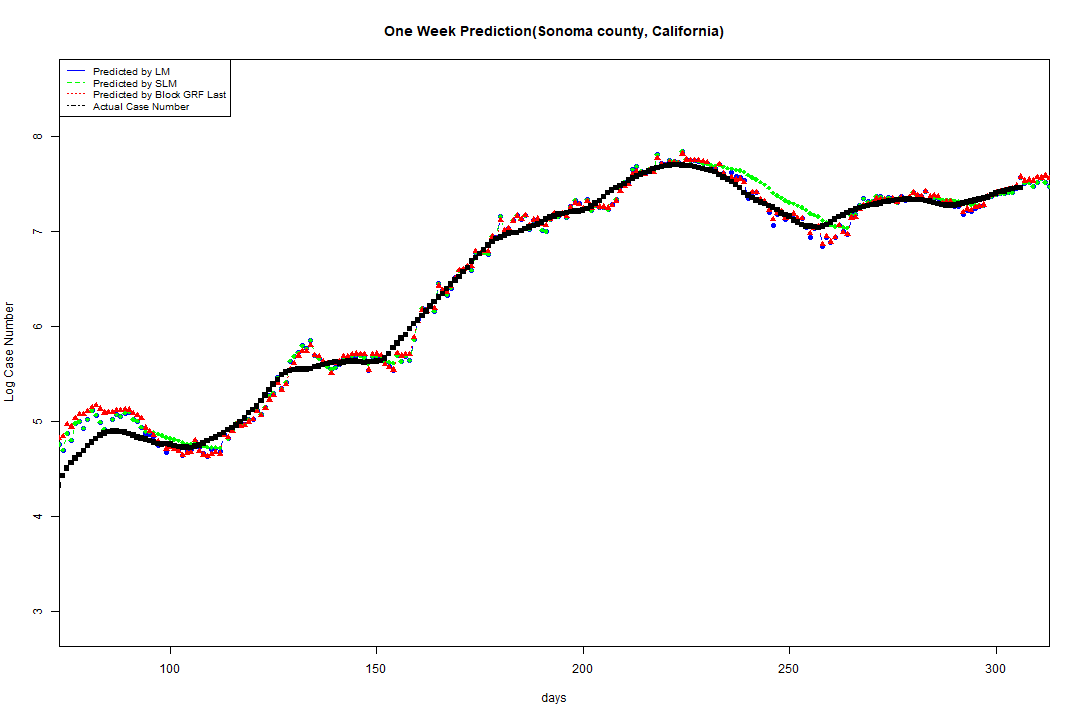 One Week Prediction(Sonoma county, California)
Predicted by LM
Predicted by SLM
Predicted by Block GRF Last
Actual Case Number
8
7
6
5
4
3
Log Case Number
100 150 200 250 300
days